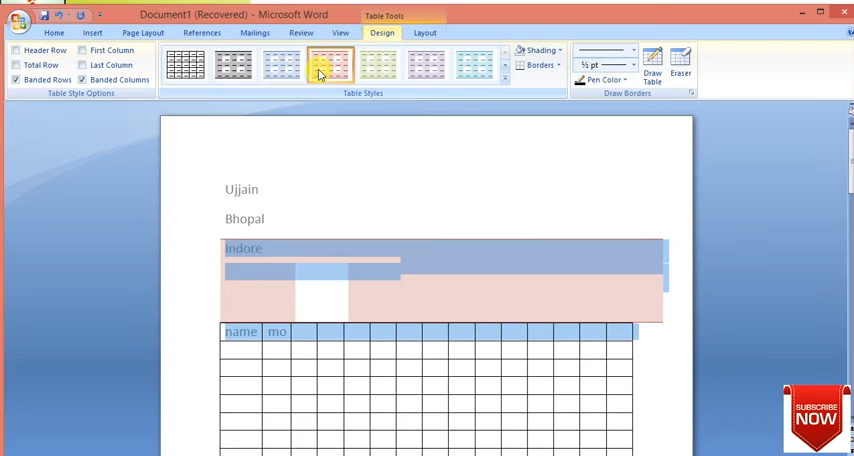 Document1 (Recovered) - Microsoft Word
Table Tools
Home Insert Page Layout References Mailings Review View Design Layout
Header Row First Column
Total Row Last Column
Banded Rows Banded Columns
Table Style Options
Shading
Borders
Table Styles
½ pt
Pen Color
Draw Table
Eraser
Draw Borders
Ujjain
Bhopal
Indore
name mo
SUBSCRIBE
NOW